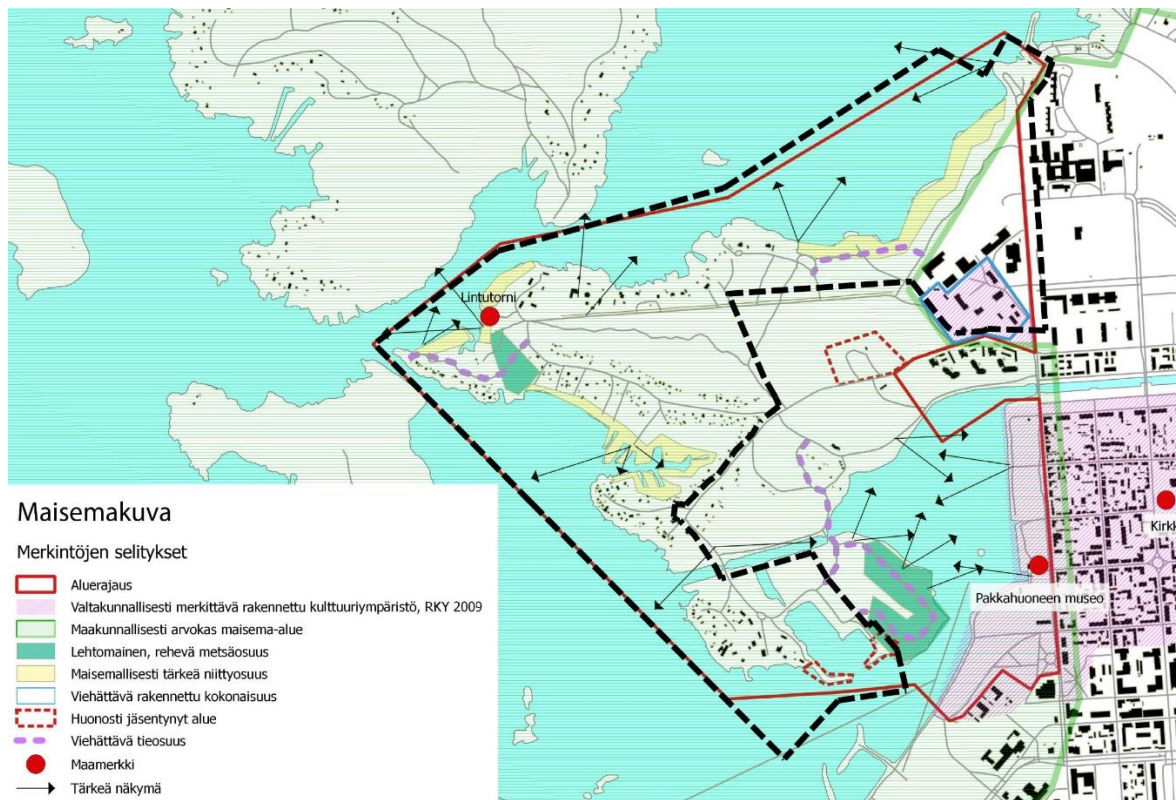 Lintutorni
Kirkk
Pakkahuoneen museo
Maisemakuva
Merkintöjen selitykset
Aluerajaus
Valtakunnallisesti merkittävä rakennettu kulttuuriympäristö, RKY 2009
Maakunnallisesti arvokas maisema-alue
Lehtomainen, rehevä metsäosuus
Maisemallisesti tärkeä niittyosuus
Viehättävä rakennettu kokonaisuus
Huonosti jäsentynyt alue
Viehättävä tieosuus
Maamerkki
Tärkeä näkymä